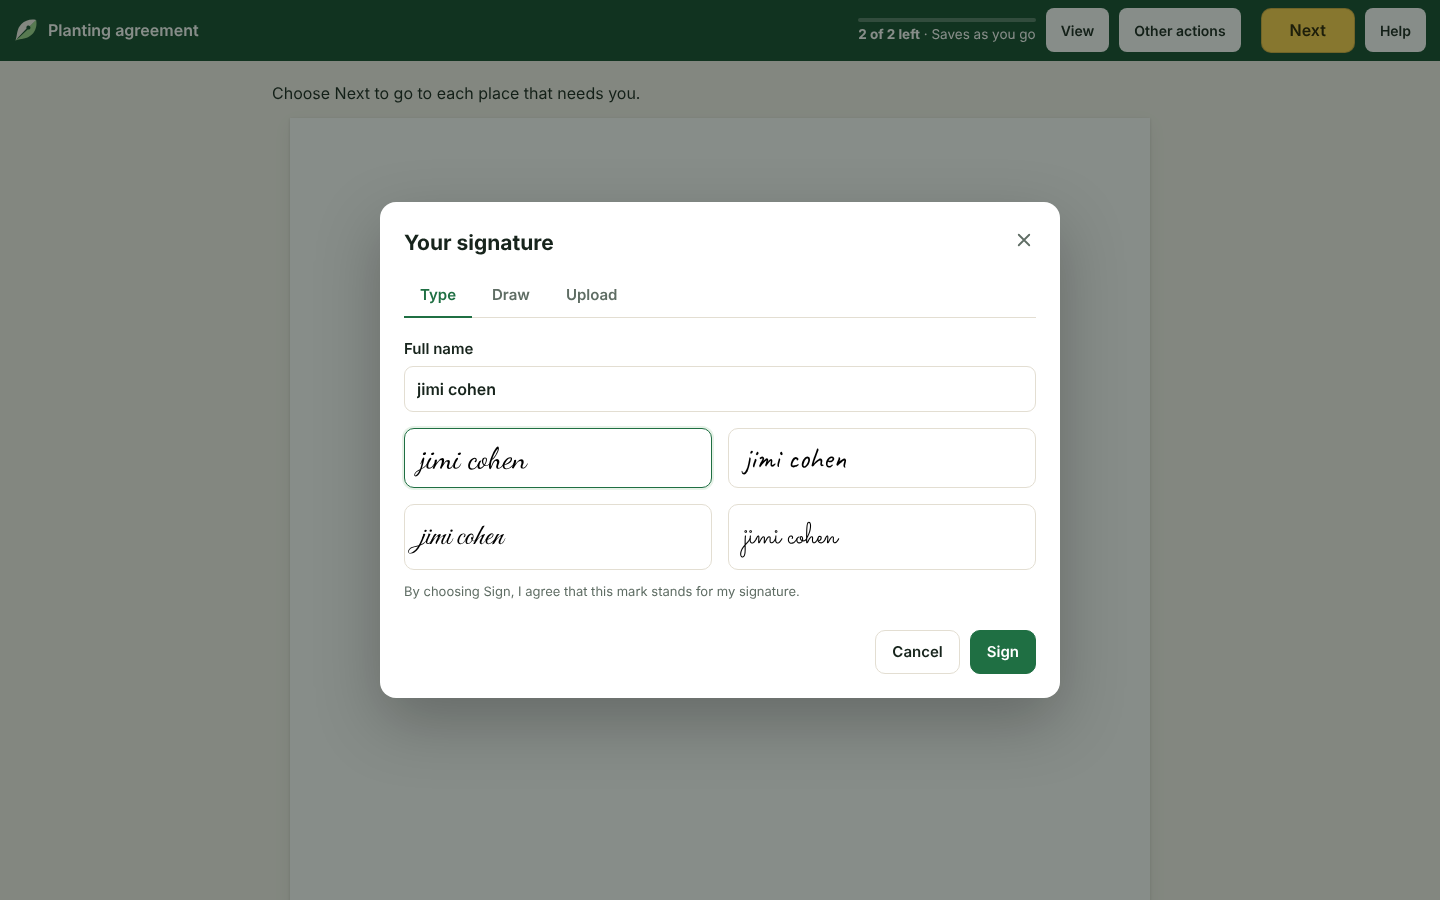 Planting agreement
2 of 2 left · Saves as you go
View
Other actions
Next
Help
Choose Next to go to each place that needs you.
Your signature
Type
Draw
Upload
Full name
jimi cohen
jimi cohen
jimi cohen
jimi cohen
jimi cohen
By choosing Sign, I agree that this mark stands for my signature.
Cancel
Sign